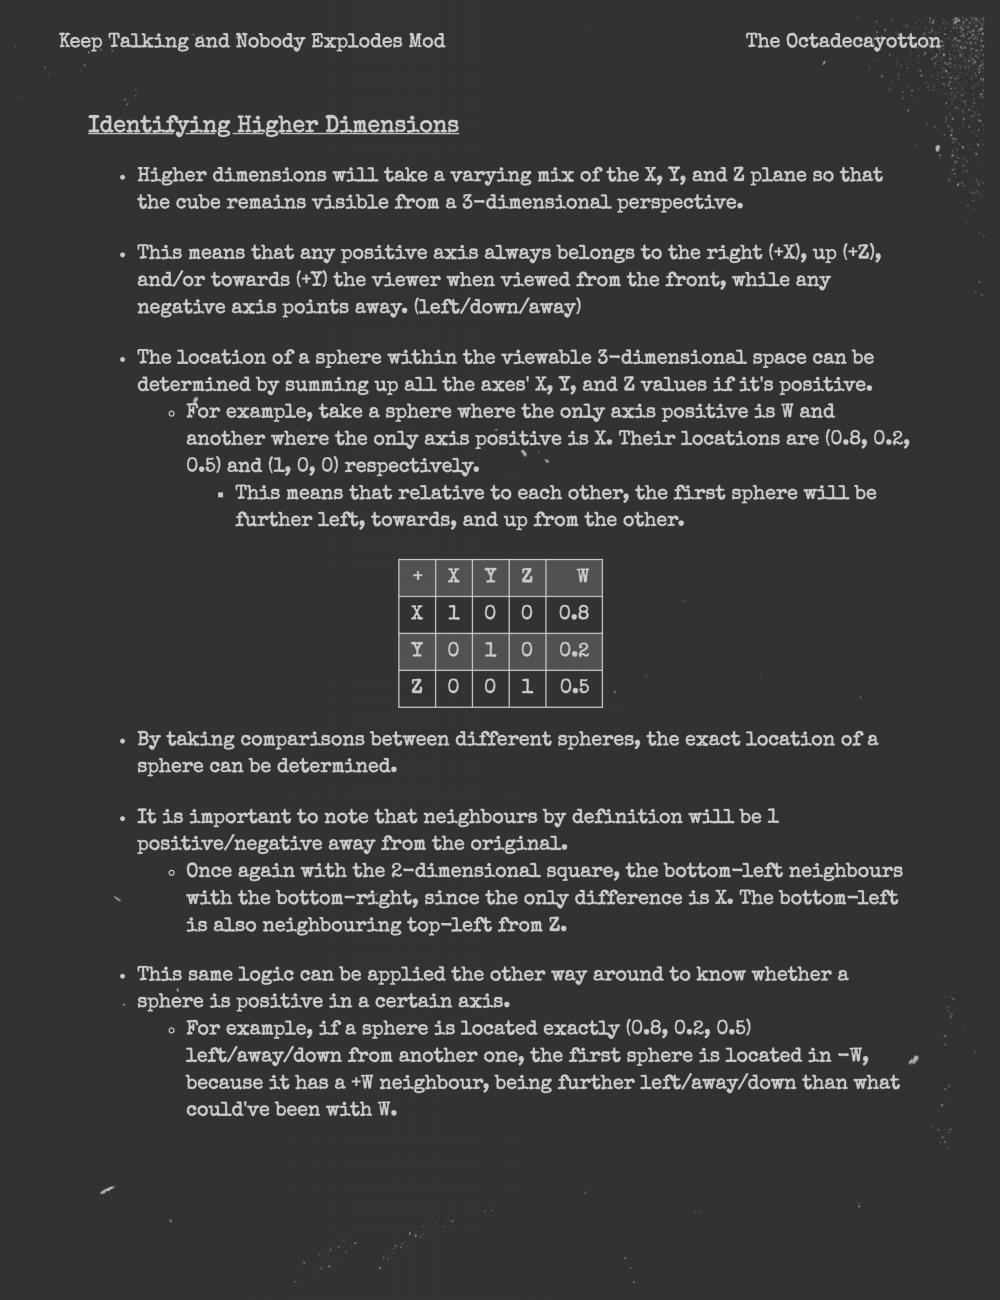 Keep Talking and Nobody Explodes Mod
The Octadecayotton
Identifying Higher Dimensions
• Higher dimensions will take a varying mix of the X, Y, and Z plane so that
the cube remains visible from a 3-dimensional perspective.
• This means that any positive axis always belongs to the right (+X), up (+Z),
and/or towards (+Y) the viewer when viewed from the front, while any
negative axis points away. (left/down/away)
• The location of a sphere within the viewable 3-dimensional space can be
determined by summing up all the axes' X, Y, and Z values if it's positive.
◦ For example, take a sphere where the only axis positive is W and
another where the only axis positive is X. Their locations are (0.8, 0.2,
0.5) and (1, 0, 0) respectively.
▪ This means that relative to each other, the first sphere will be
further left, towards, and up from the other.
+ X Y Z W
X 1 0 0 0.8
Y 0 1 0 0.2
Z 0 0 1 0.5
• By taking comparisons between different spheres, the exact location of a
sphere can be determined.
• It is important to note that neighbours by definition will be 1
positive/negative away from the original.
◦ Once again with the 2-dimensional square, the bottom-left neighbours
with the bottom-right, since the only difference is X. The bottom-left
is also neighbouring top-left from Z.
• This same logic can be applied the other way around to know whether a
sphere is positive in a certain axis.
◦ For example, if a sphere is located exactly (0.8, 0.2, 0.5)
left/away/down from another one, the first sphere is located in -W,
because it has a +W neighbour, being further left/away/down than what
could've been with W.